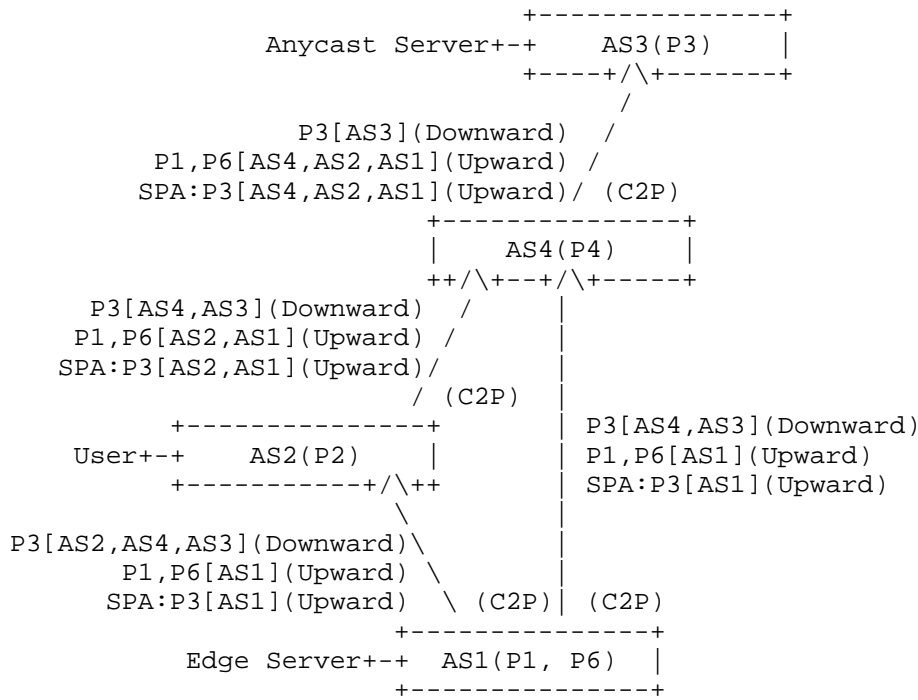 Anycast Server+-+ AS3(P3)
P3[AS3](Downward)
P1,P6[AS4,AS2,AS1](Upward)
SPA:P3[AS4,AS2,AS1](Upward) (C2P)
AS4(P4)
P3[AS4,AS3](Downward)
P1,P6[AS2,AS1](Upward)
SPA:P3[AS2,AS1](Upward)
(C2P)
P3[AS4,AS3](Downward)
User+-+ AS2(P2) P1,P6[AS1](Upward)
SPA:P3[AS1](Upward)
P3[AS2,AS4,AS3](Downward)
P1,P6[AS1](Upward)
SPA:P3[AS1](Upward) (C2P) (C2P)
Edge Server+-+ AS1(P1, P6)